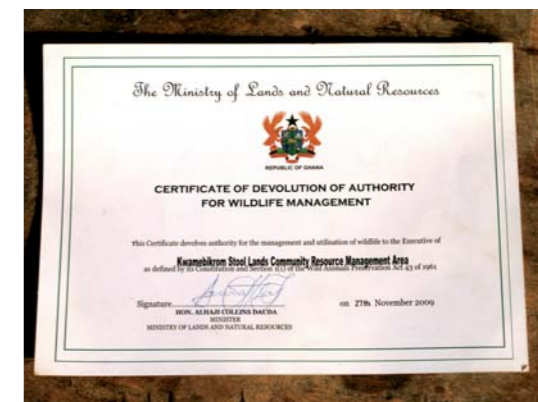 The Ministry of Lands and Natural Resources
REPUBLIC OF GHANA
CERTIFICATE OF DEVOLUTION OF AUTHORITY
FOR WILDLIFE MANAGEMENT
This Certificate devolves authority for the management and utilisation of wildlife to the Executive of
Kwamebikrom Stool Lands Community Resource Management Area
as defined by its Constitution and Section 1(1) of the Wild Animals Preservation Act 43 of 1961
Signature on 27th November 2009
HON. ALHAJI COLLINS DAUDA
MINISTER
MINISTRY OF LANDS AND NATURAL RESOURCES